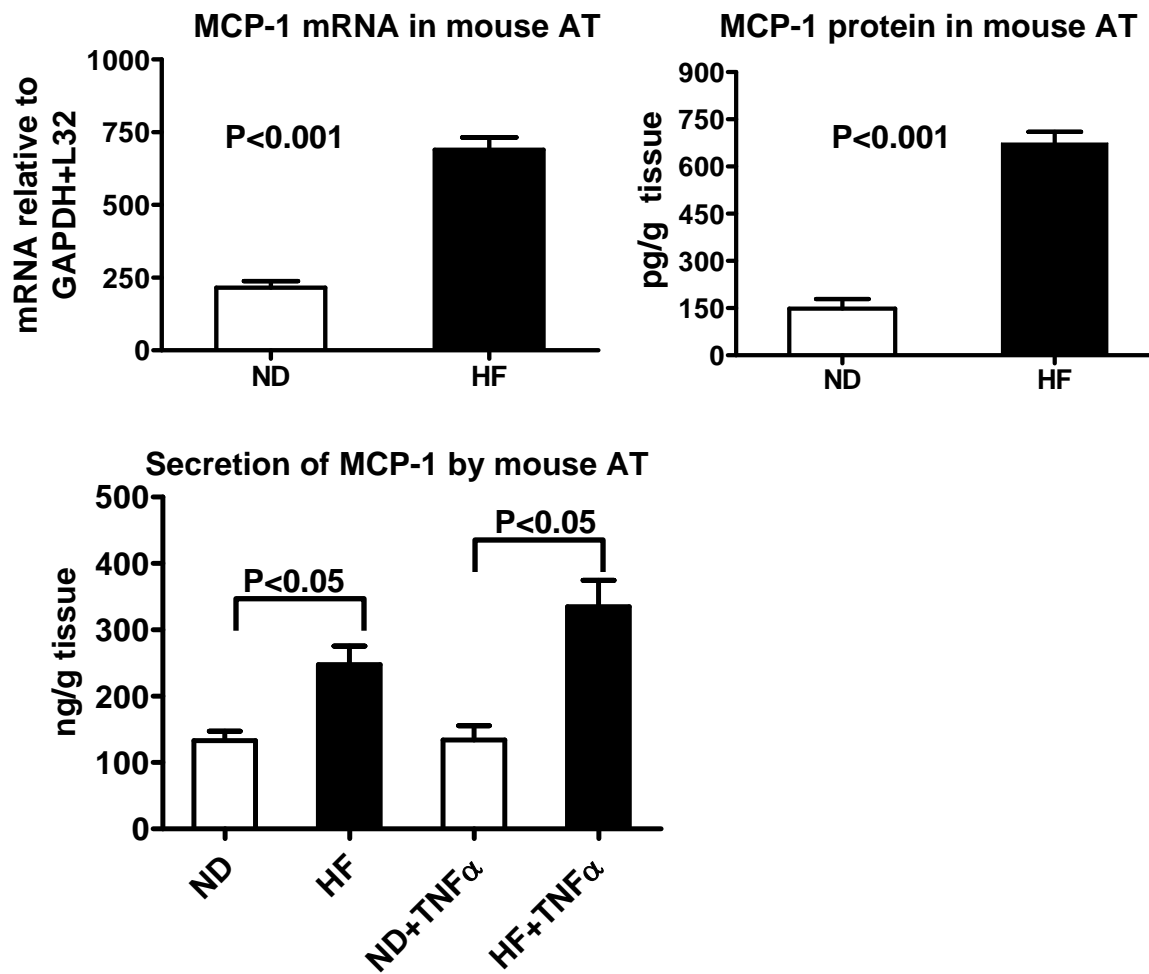 MCP-1 mRNA in mouse AT
mRNA relative to
GAPDH+L32
1000
750
500
250
0
P<0.001
ND
HF
MCP-1 protein in mouse AT
pg/g tissue
900
750
600
450
300
150
0
P<0.001
ND
HF
Secretion of MCP-1 by mouse AT
ng/g tissue
500
400
300
200
100
0
P<0.05
P<0.05
ND
HF
ND+TNFα
HF+TNFα